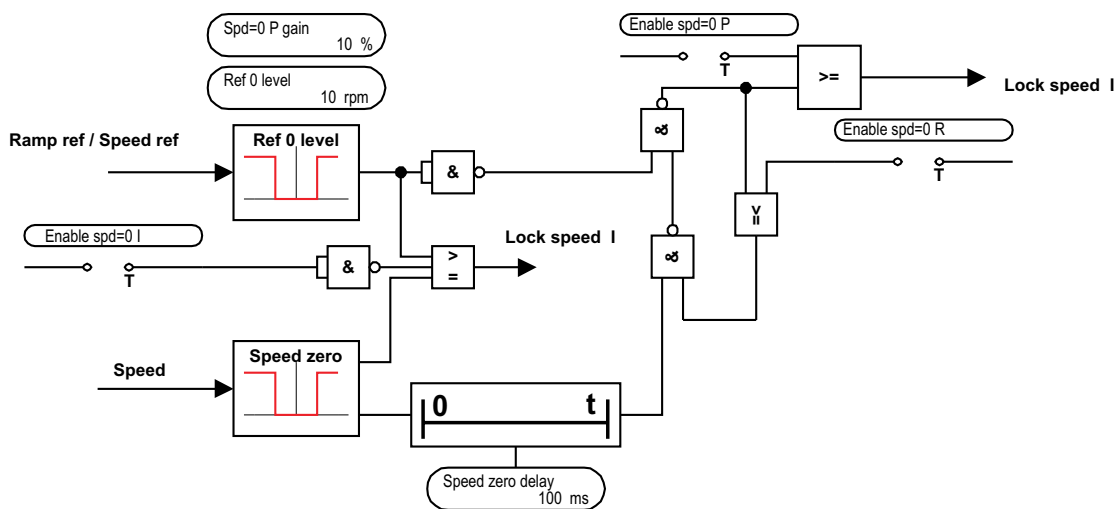 Spd=0 P gain
10 %
Ref 0 level
10 rpm
Enable spd=0 P
T
>=
Lock speed I
Ramp ref / Speed ref
Ref 0 level
&
&
Enable spd=0 R
T
>=
Enable spd=0 I
T
&
>
=
Lock speed I
&
Speed
Speed zero
0
t
Speed zero delay
100 ms